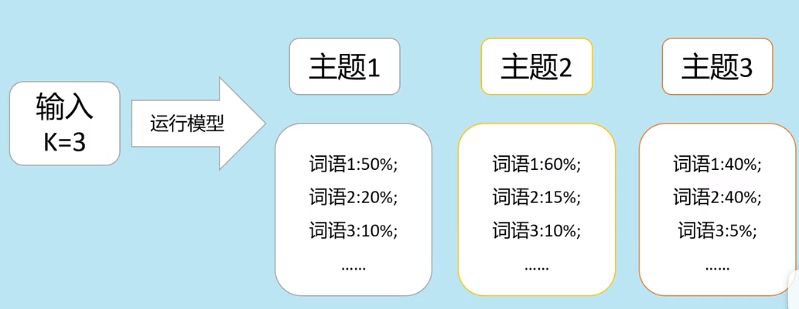 输入
K=3
运行模型
主题1
词语1:50%;
词语2:20%;
词语3:10%;
……
主题2
词语1:60%;
词语2:15%;
词语3:10%;
……
主题3
词语1:40%;
词语2:40%;
词语3:5%;
……